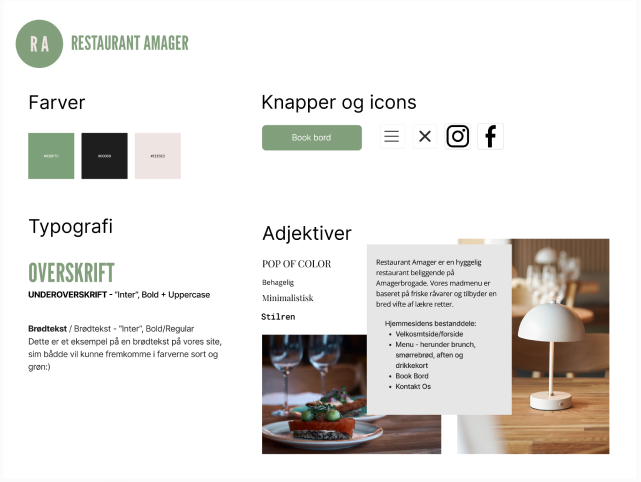 RA
RESTAURANT AMAGER
Farver
Knapper og icons
Book bord
Typografi
OVERSKRIFT
UNDEROVERSKRIFT - "Inter", Bold + Uppercase
Brødtekst / Brødtekst - "Inter", Bold/Regular
Dette er et eksempel på en brødtekst på vores site,
sim både vil kunne fremkomme i farverne sort og
grøn:)
Adjektiver
POP OF COLOR
Behagelig
Minimalistisk
Stilren
Restaurant Amager er en hyggelig
restaurant beliggende på
Amagerbrogade. Vores madmenu er
baseret på friske råvarer og tilbyder en
bred vifte af lækre retter.
Hjemmesidens bestanddele:
• Velkosmtside/forside
• Menu - herunder brunch,
smørrebrød, aften og
drikkekort
• Book Bord
• Kontakt Os